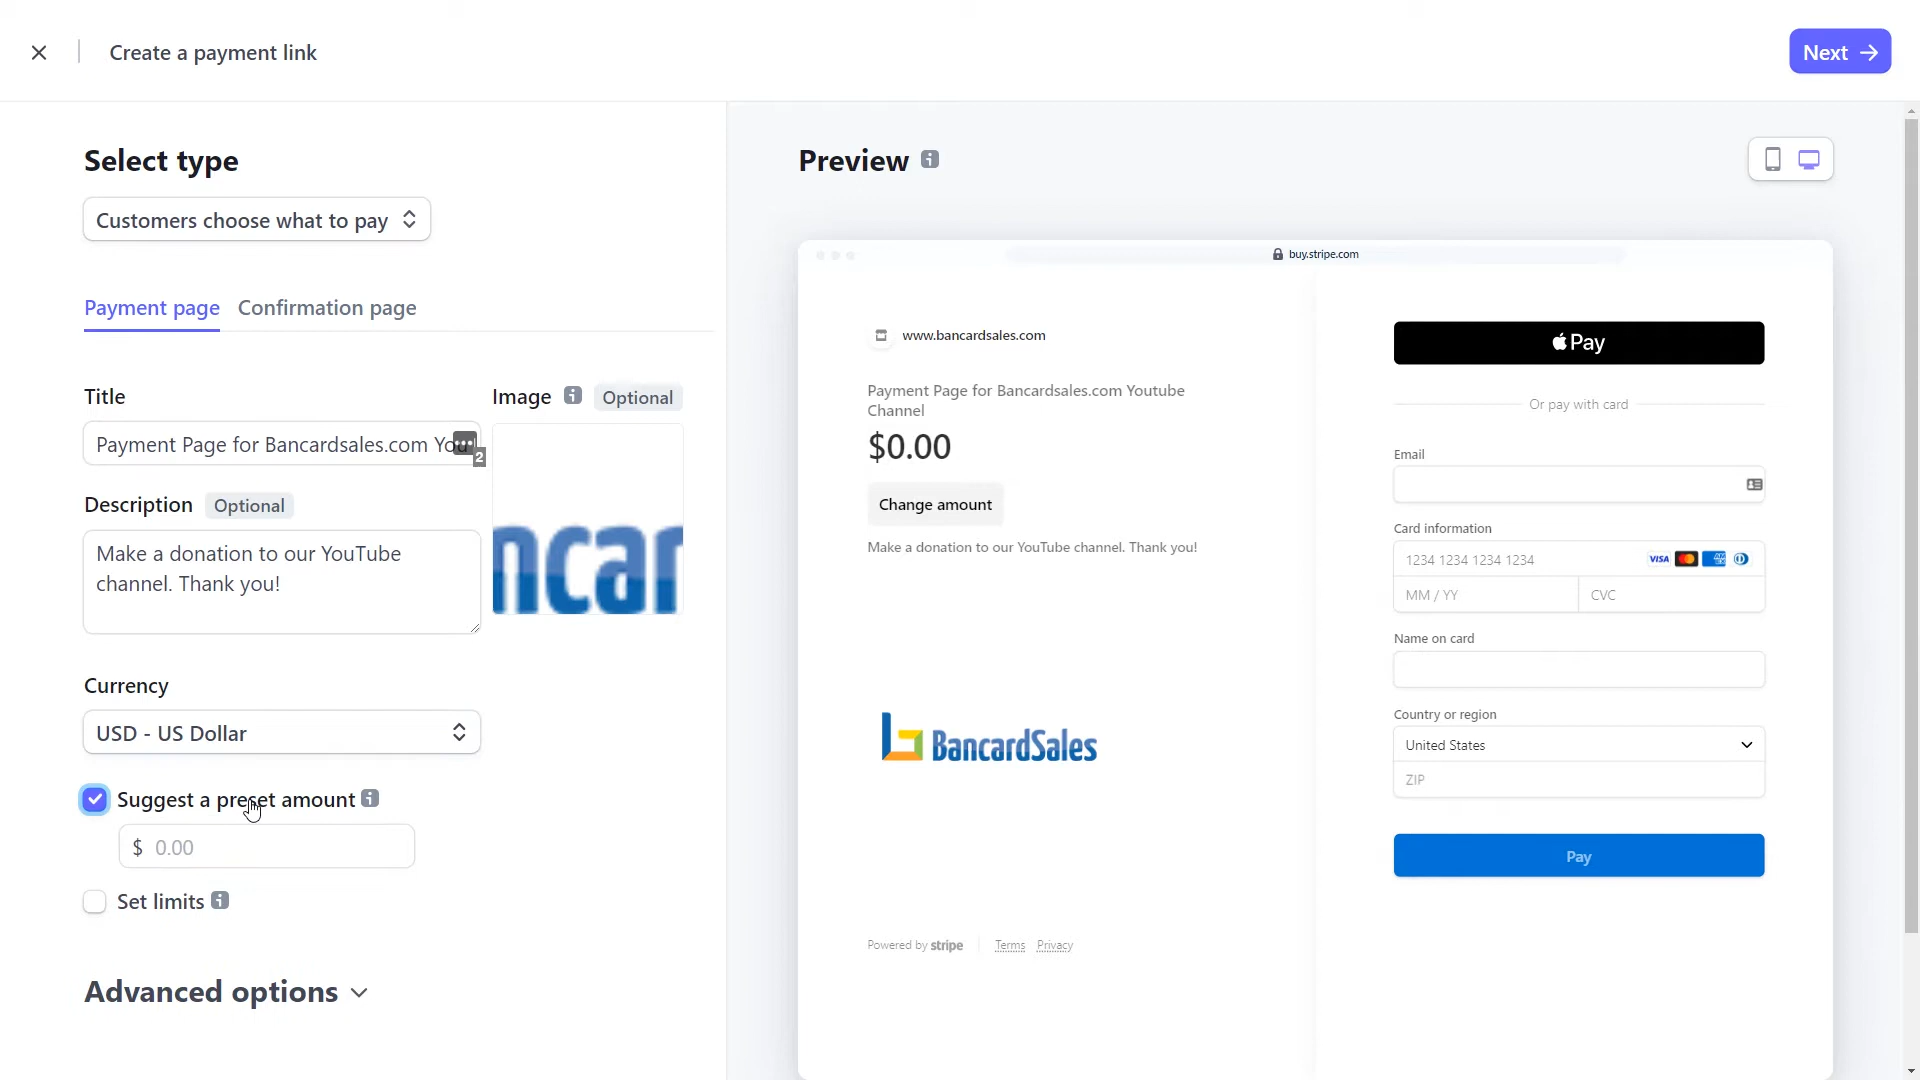 Create a payment link
Next
Select type
Customers choose what to pay
Payment page
Confirmation page
Title
Payment Page for Bancardsales.com You
2
Image
Optional
ncar
Description
Optional
Make a donation to our YouTube
channel. Thank you!
Currency
USD - US Dollar
Suggest a preset amount
$ 0.00
Set limits
Advanced options
Preview
buy.stripe.com
www.bancardsales.com
Payment Page for Bancardsales.com Youtube
Channel
$0.00
Change amount
Make a donation to our YouTube channel. Thank you!
BancardSales
Powered by stripe
Terms
Privacy
Pay
Or pay with card
Email
Card information
1234 1234 1234 1234
VISA
MM / YY
CVC
Name on card
Country or region
United States
ZIP
Pay